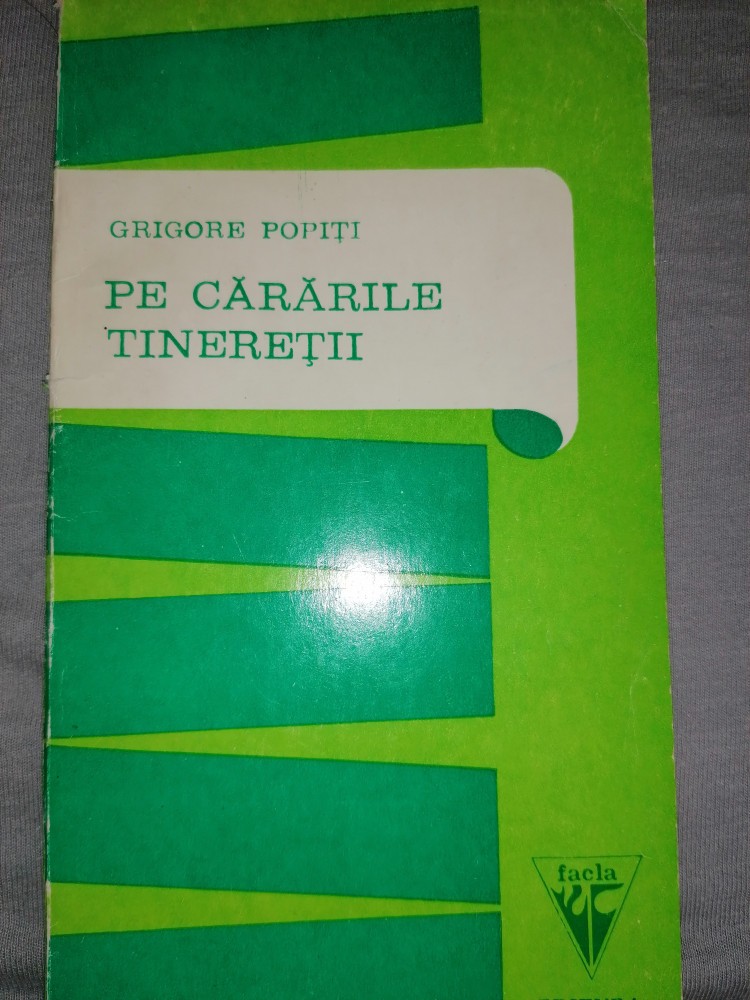 GRIGORE POPIȚI
PE CĂRĂRILE
TINEREȚII
facla